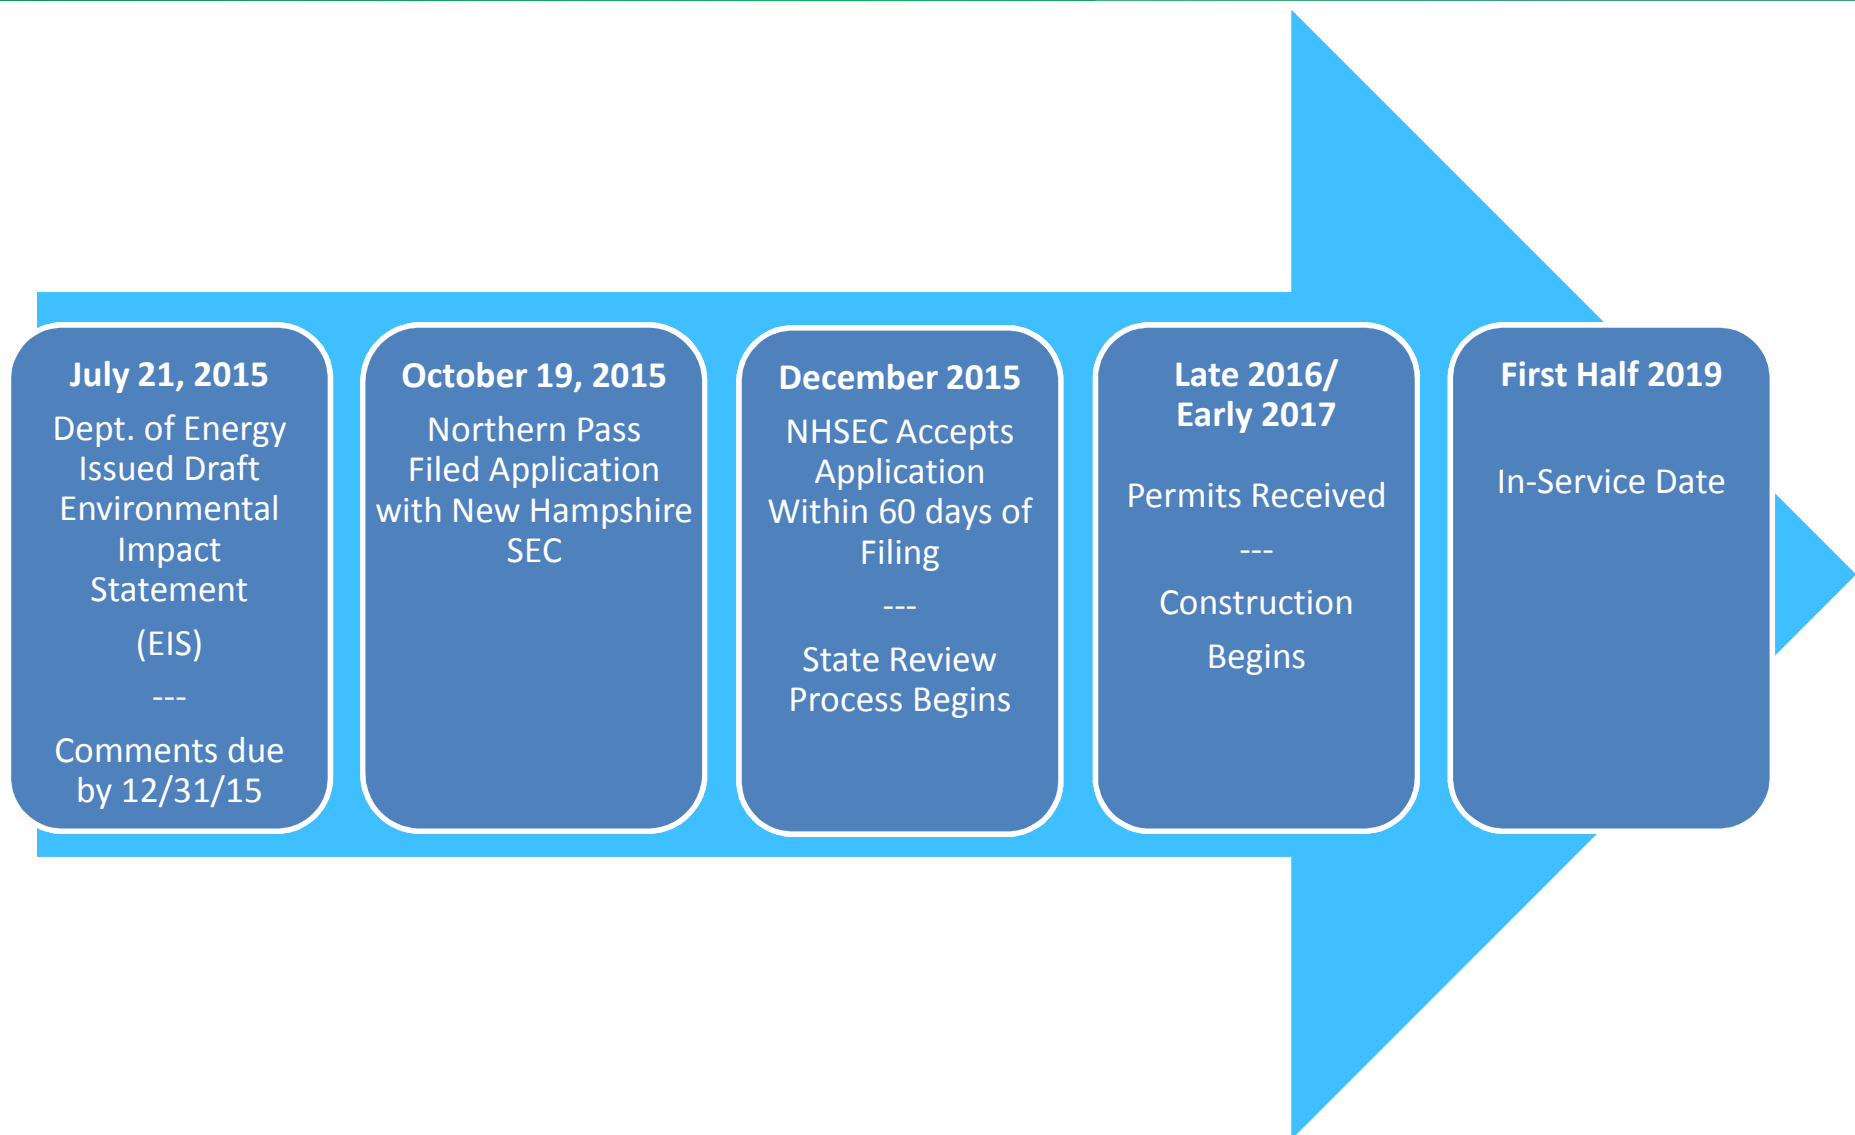 July 21, 2015
Dept. of Energy
Issued Draft
Environmental
Impact
Statement
(EIS)
---
Comments due
by 12/31/15
October 19, 2015
Northern Pass
Filed Application
with New Hampshire
SEC
December 2015
NHSEC Accepts
Application
Within 60 days of
Filing
---
State Review
Process Begins
Late 2016/
Early 2017
Permits Received
---
Construction
Begins
First Half 2019
In-Service Date